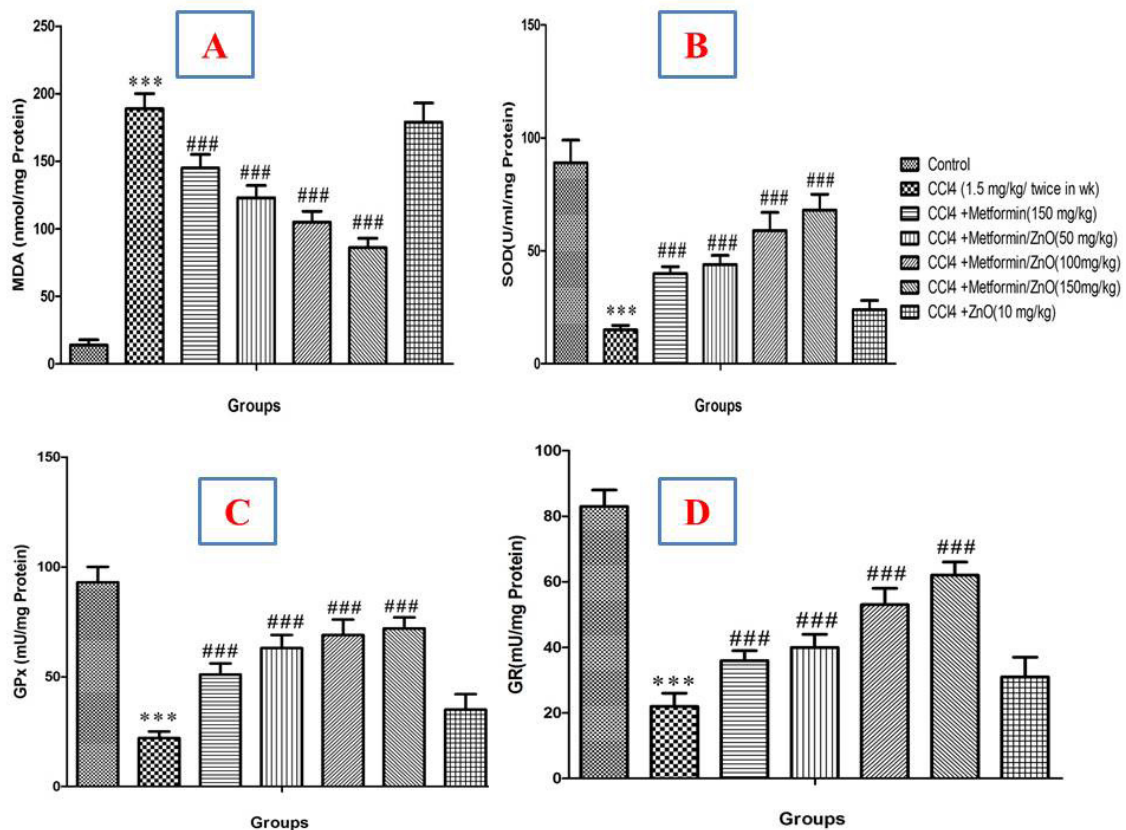 A
MDA (nmol/mg Protein)
250
200
150
100
50
0
***
###
###
###
###
Groups
B
SOD(U/ml/mg Protein)
150
100
50
0
***
###
###
###
###
Groups
Control
CCl4 (1.5 mg/kg/ twice in wk)
CCl4 +Metformin(150 mg/kg)
CCl4 +Metformin/ZnO(50 mg/kg)
CCl4 +Metformin/ZnO(100mg/kg)
CCl4 +Metformin/ZnO(150mg/kg)
CCl4 +ZnO(10 mg/kg)
C
GPx (mU/mg Protein)
150
100
50
0
***
###
###
###
###
Groups
D
GR(mU/mg Protein)
100
80
60
40
20
0
***
###
###
###
###
Groups